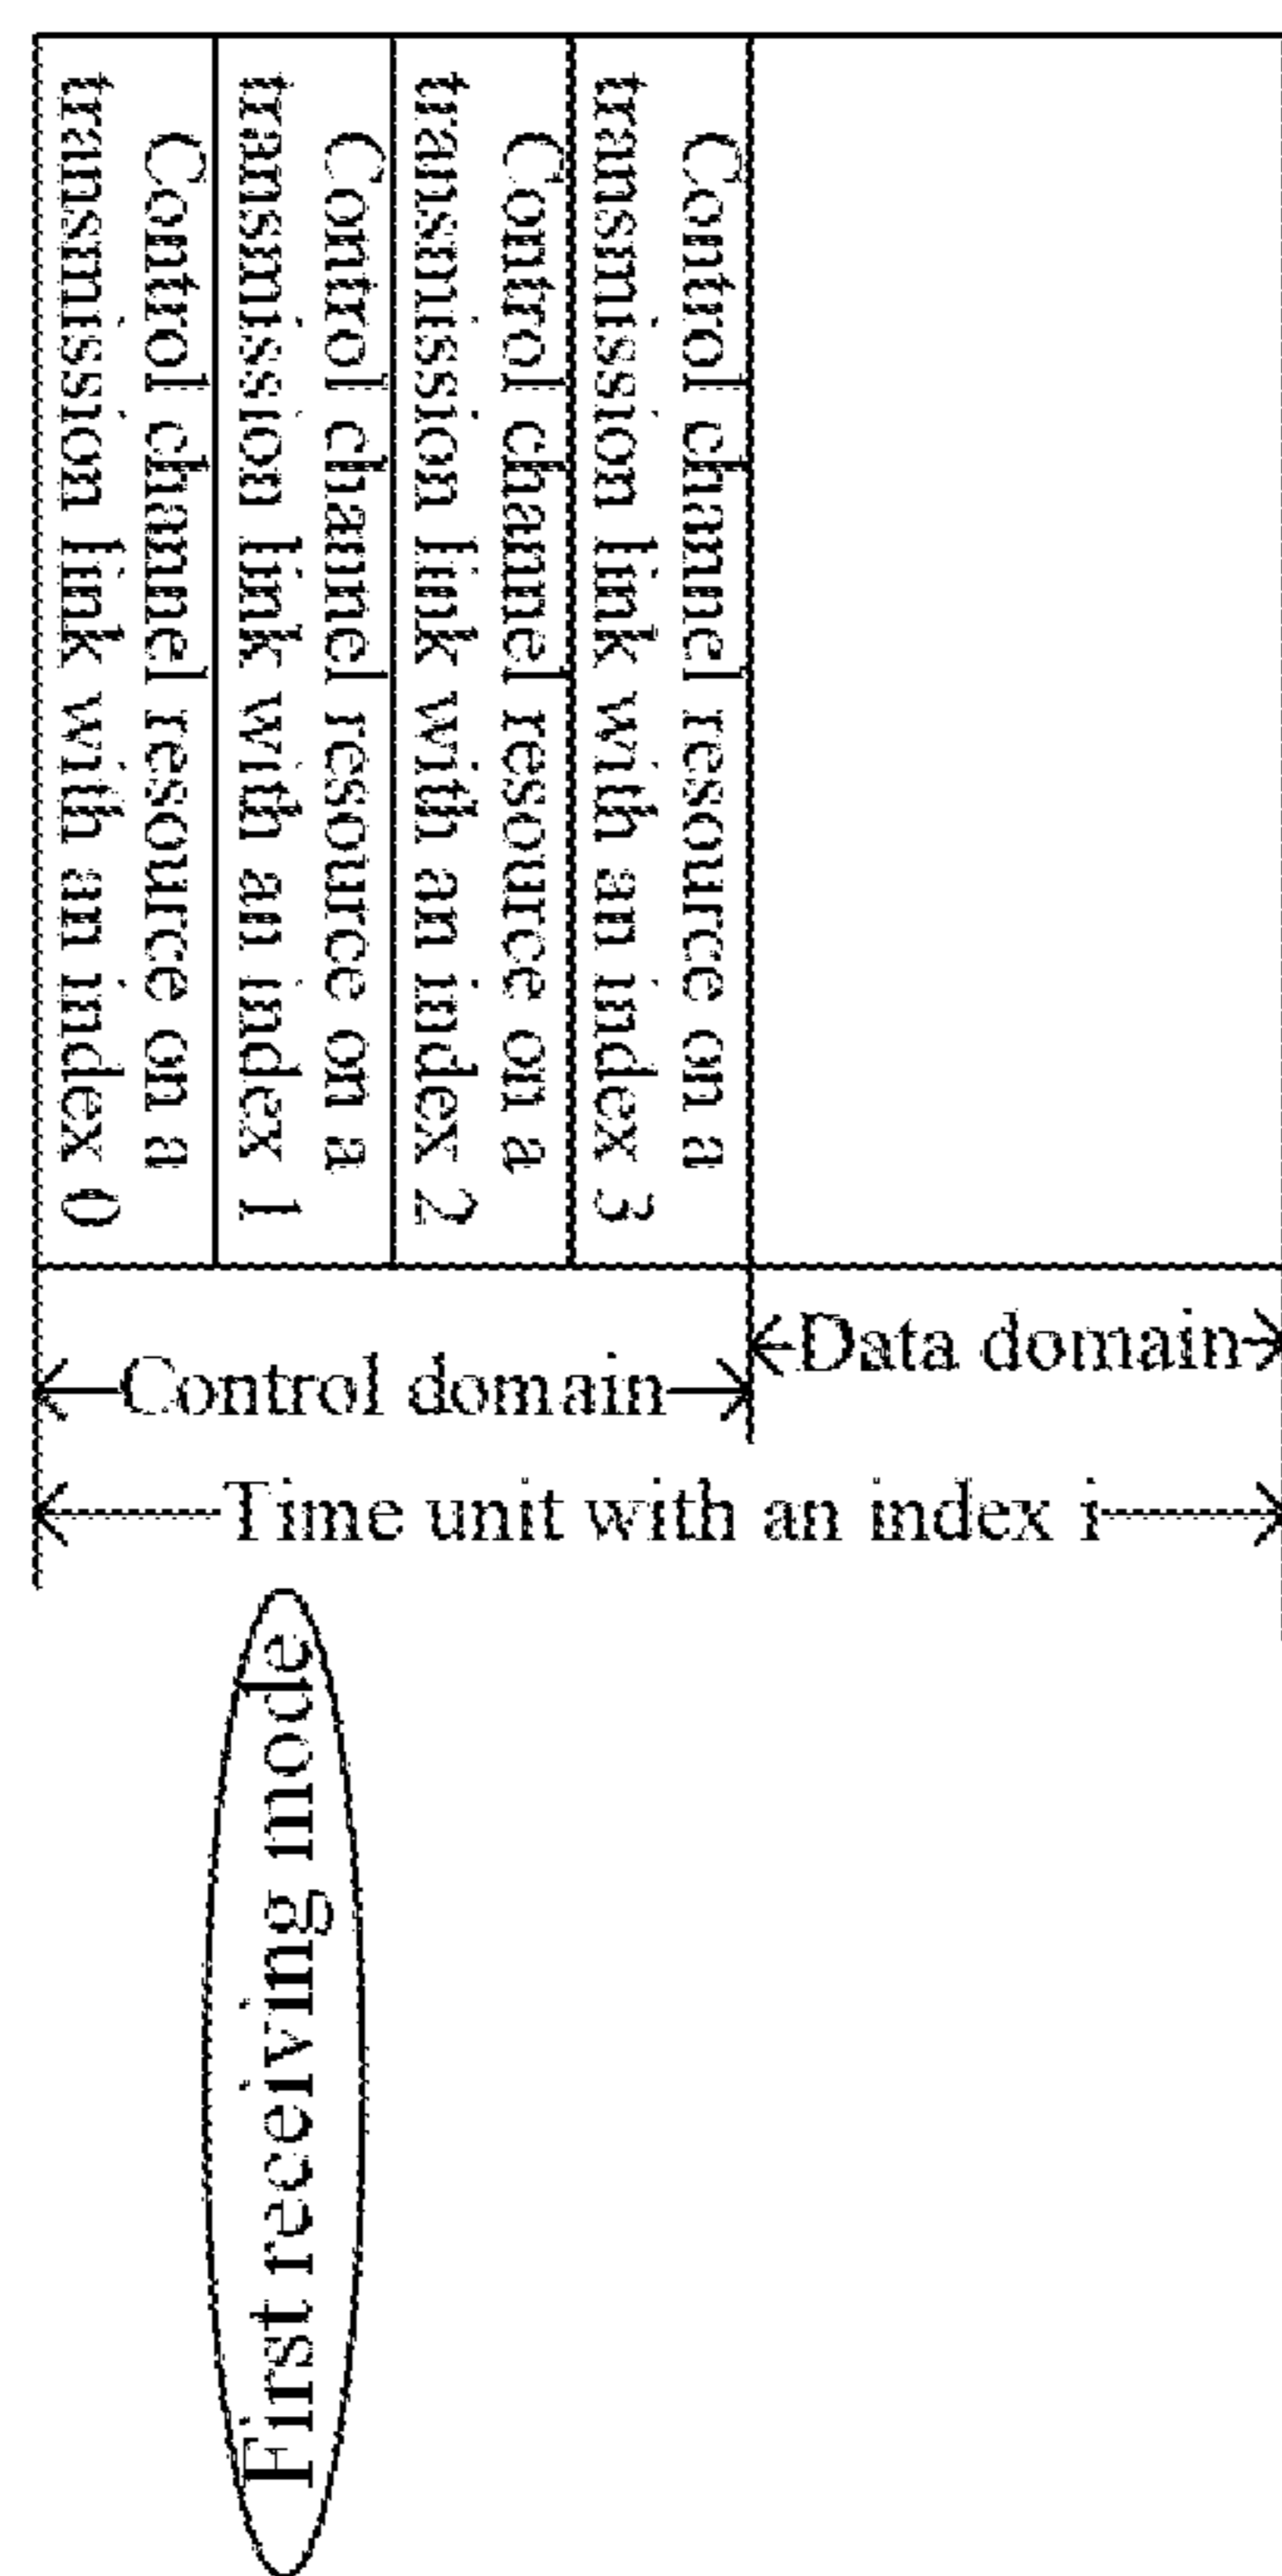 Control channel resource on a
transmission link with an index 0
Control channel resource on a
transmission link with an index 1
Control channel resource on a
transmission link with an index 2
Control channel resource on a
transmission link with an index 3
Data domain
Control domain
Time unit with an index i
First receiving mode